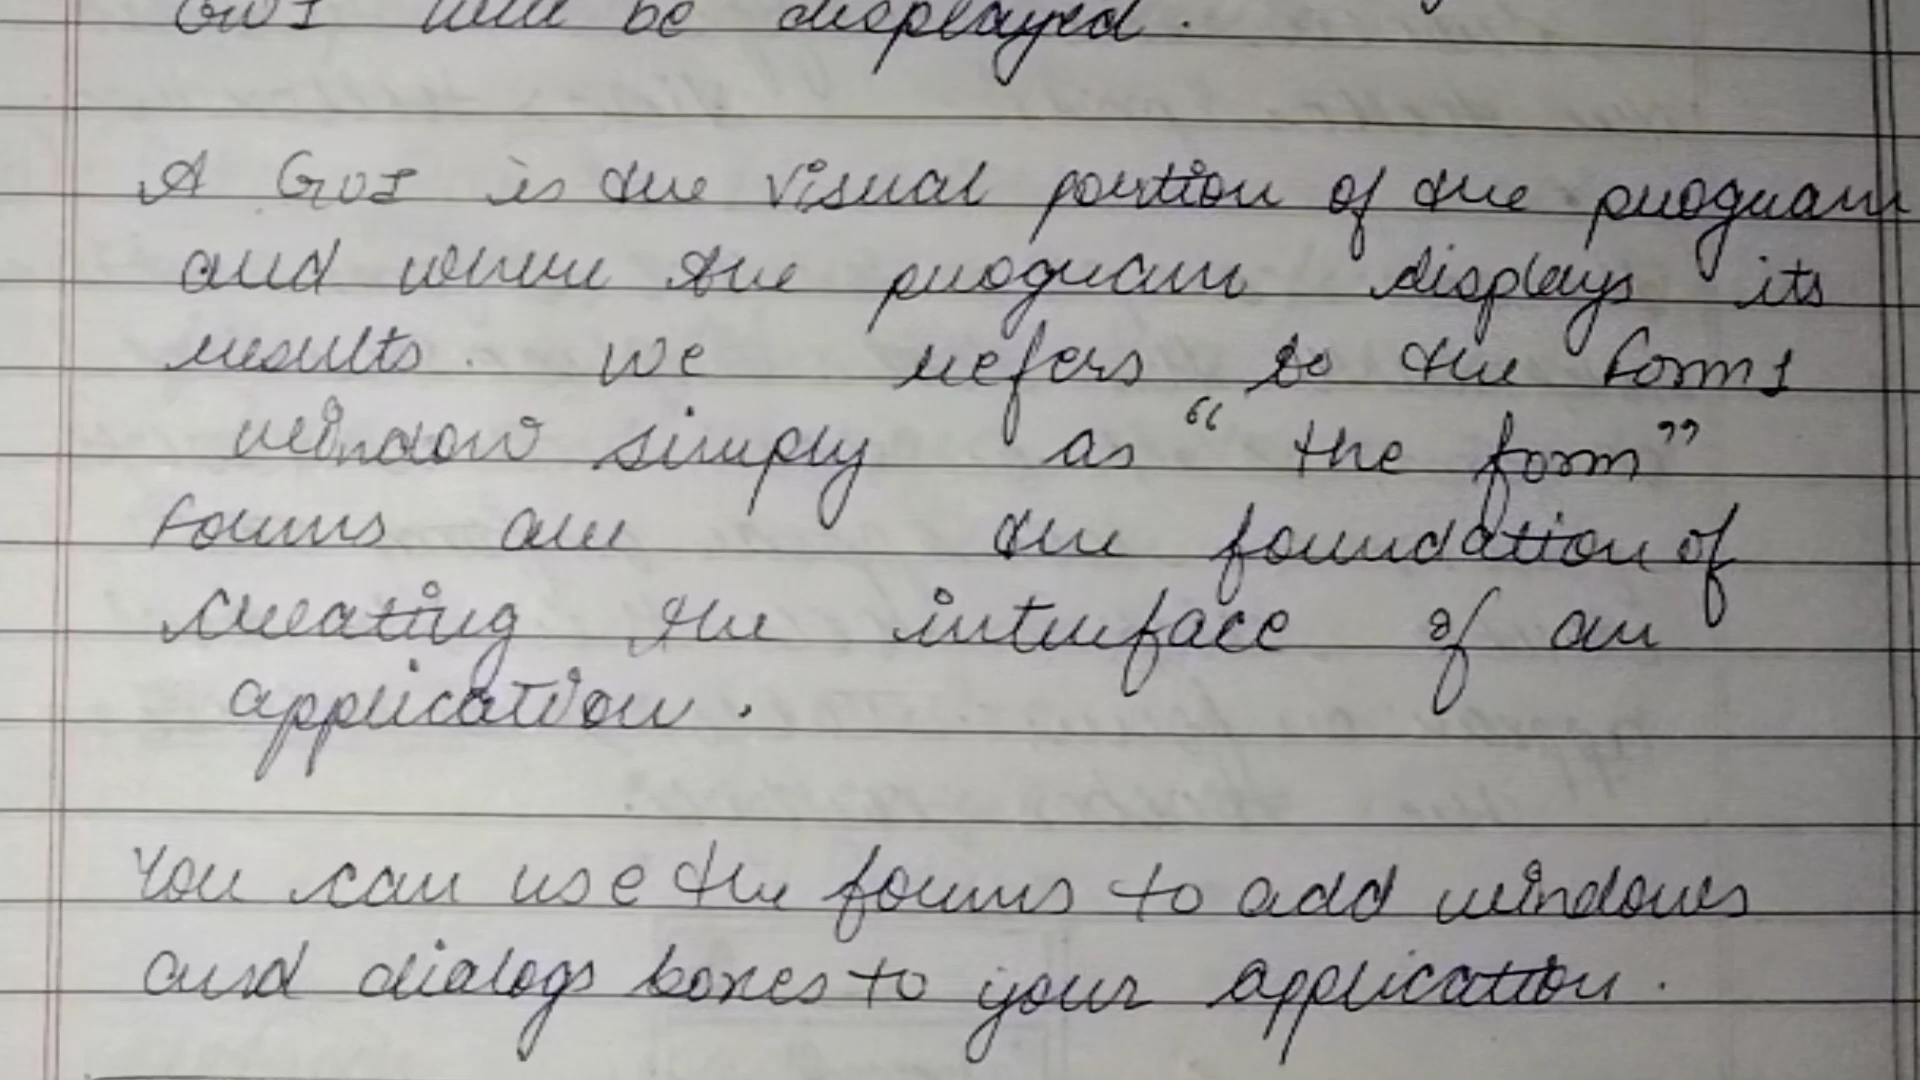 GUI will be displayed.
A GUI is the visual portion of the program
and where the program displays its
results. we refers to the forms
window simply as "the form"
Forms are the foundation of
creating the interface of an
application.
You can use the forms to add windows
and dialogs boxes to your application.